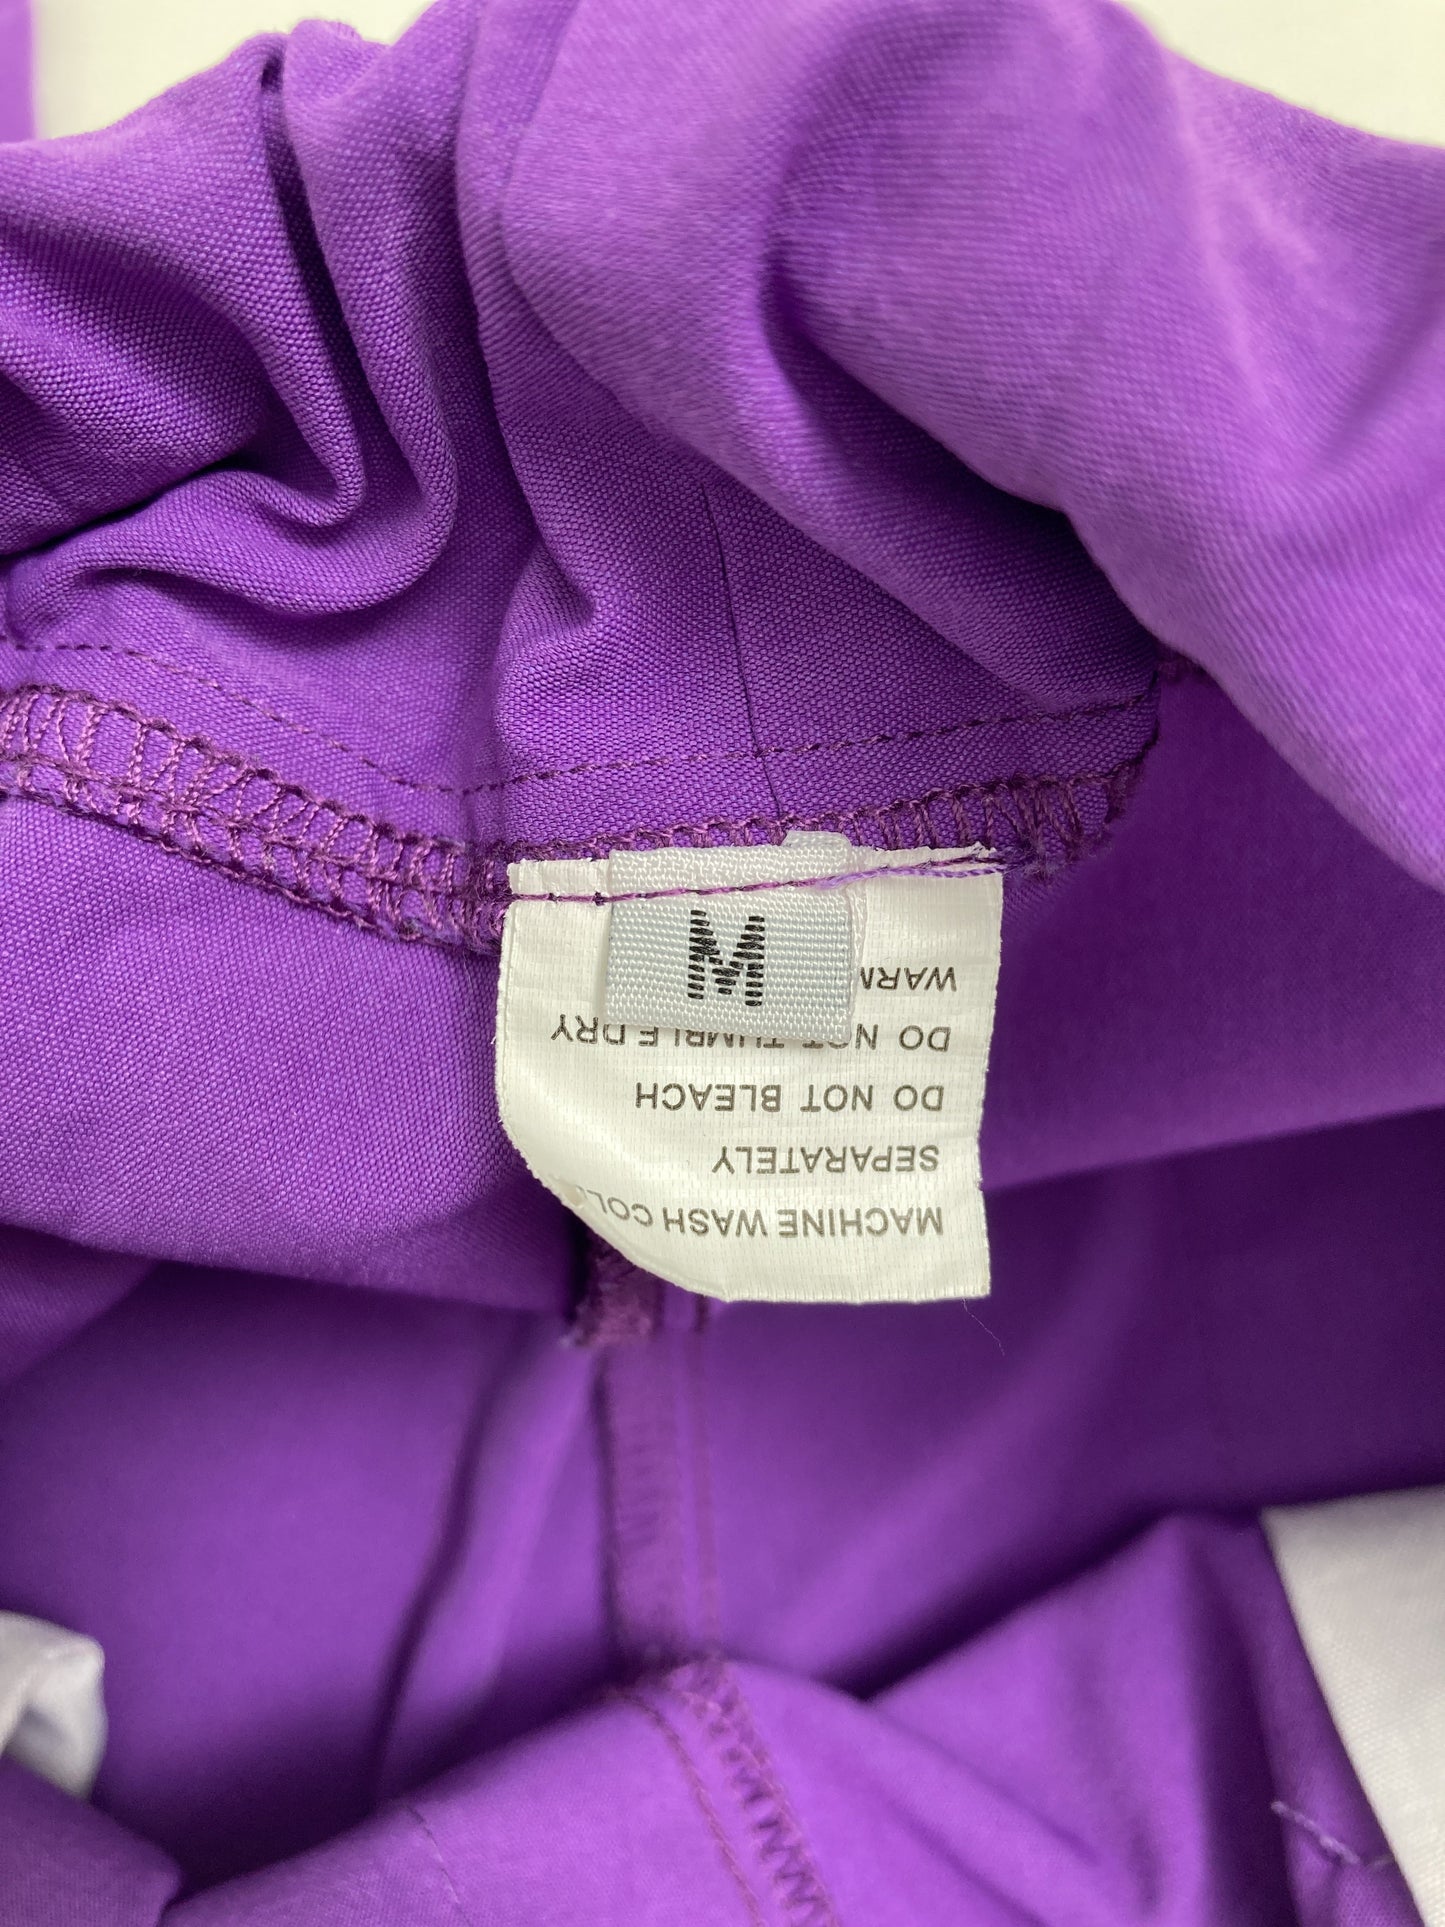 M
MACHINE WASH
SEPARATELY
DO NOT BLEACH
DO NOT TUMBLE DRY